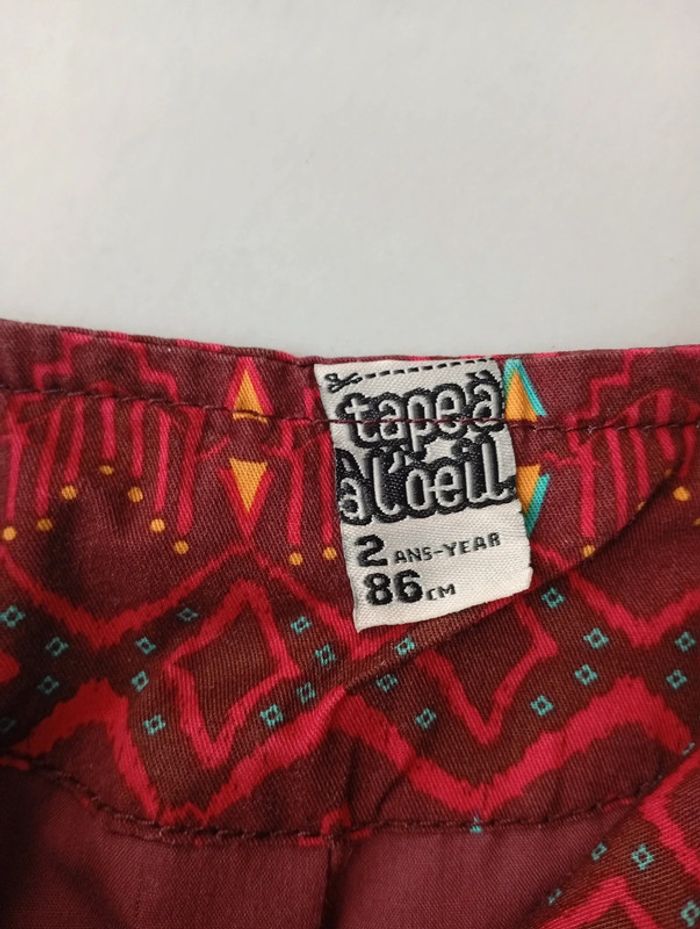 tape à
à l'oeil
2 ANS-YEAR
86 CM